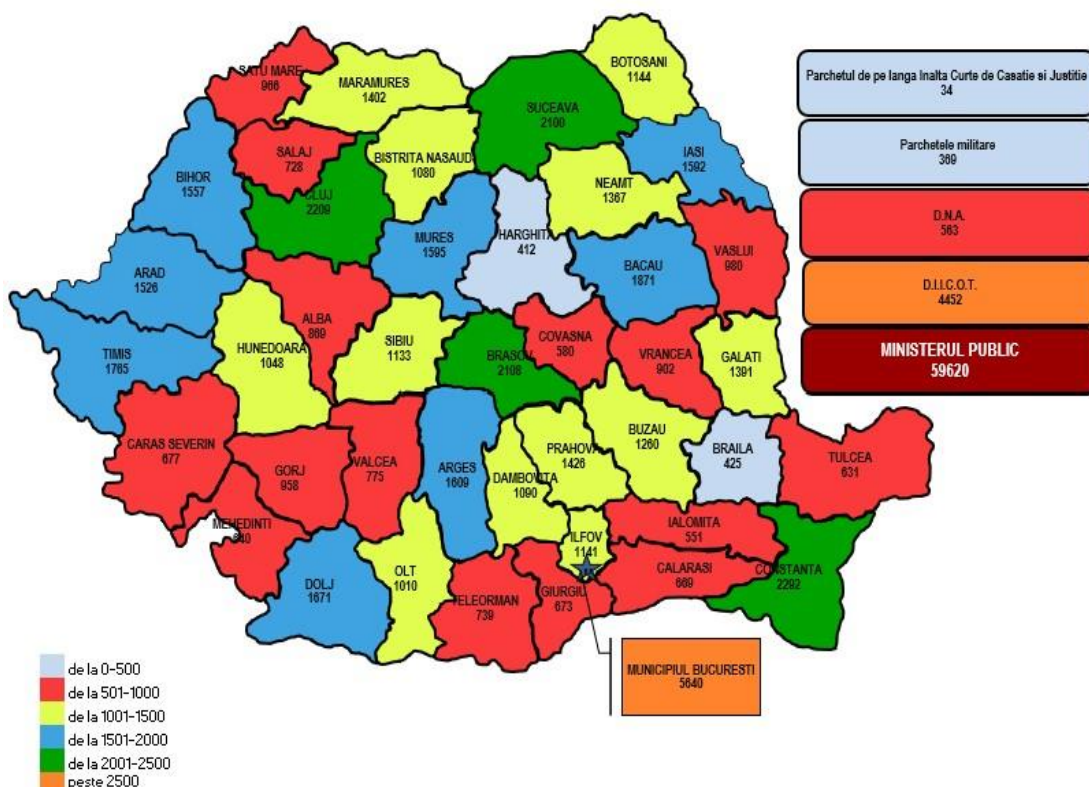 SATU MARE
966
MARAMURES
1402
BOTOSANI
1144
SUCEAVA
2100
SALAJ
728
BISTRITA NASAUD
1080
IASI
1592
BIHOR
1557
CLUJ
2209
NEAMT
1367
MURES
1595
HARGHITA
412
VASLUI
980
ARAD
1526
BACAU
1871
ALBA
869
TIMIS
1765
HUNEDOARA
1048
SIBIU
1133
BRASOV
2108
COVASNA
580
VRANCEA
902
GALATI
1391
CARAS SEVERIN
677
GORJ
958
VALCEA
775
ARGES
1609
DAMBOVITA
1090
PRAHOVA
1426
BUZAU
1260
BRAILA
425
TULCEA
631
MEHEDINTI
640
DOLJ
1671
OLT
1010
TELEORMAN
739
GIURGIU
673
ILFOV
1141
IALOMITA
551
CALARASI
669
CONSTANTA
2292
MUNICIPIUL BUCURESTI
5640
Parchetul de pe langa Inalta Curte de Casatie si Justitie
34
Parchetele militare
369
D.N.A.
563
D.I.I.C.O.T.
4452
MINISTERUL PUBLIC
59620
de la 0-500
de la 501-1000
de la 1001-1500
de la 1501-2000
de la 2001-2500
peste 2500